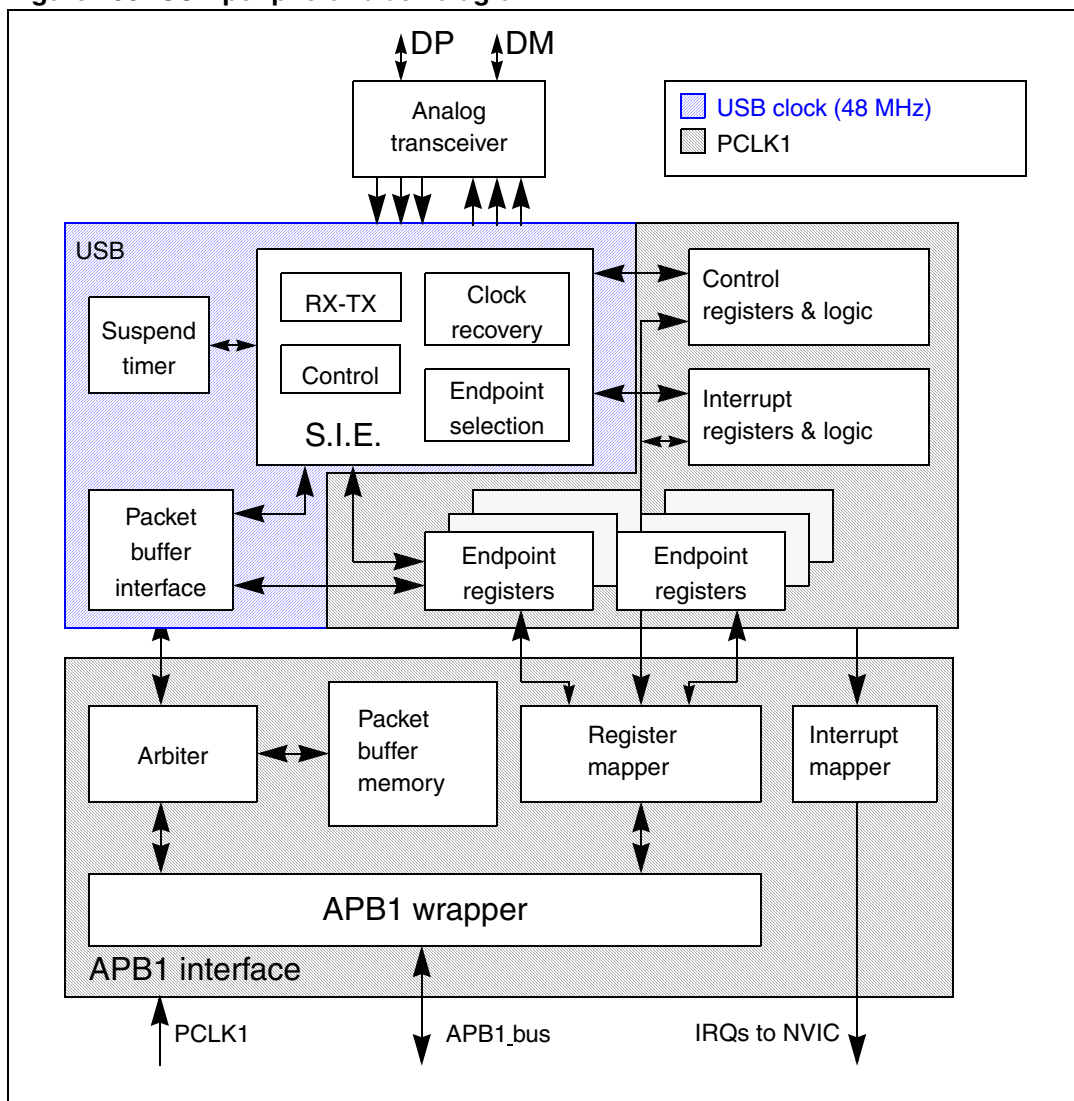 DP
DM
Analog
transceiver
USB clock (48 MHz)
PCLK1
USB
RX-TX
Clock
recovery
Control
registers & logic
Suspend
timer
Control
Endpoint
selection
Interrupt
registers & logic
S.I.E.
Packet
buffer
interface
Endpoint
registers
Endpoint
registers
Arbiter
Packet
buffer
memory
Register
mapper
Interrupt
mapper
APB1 wrapper
APB1 interface
PCLK1
APB1_bus
IRQs to NVIC